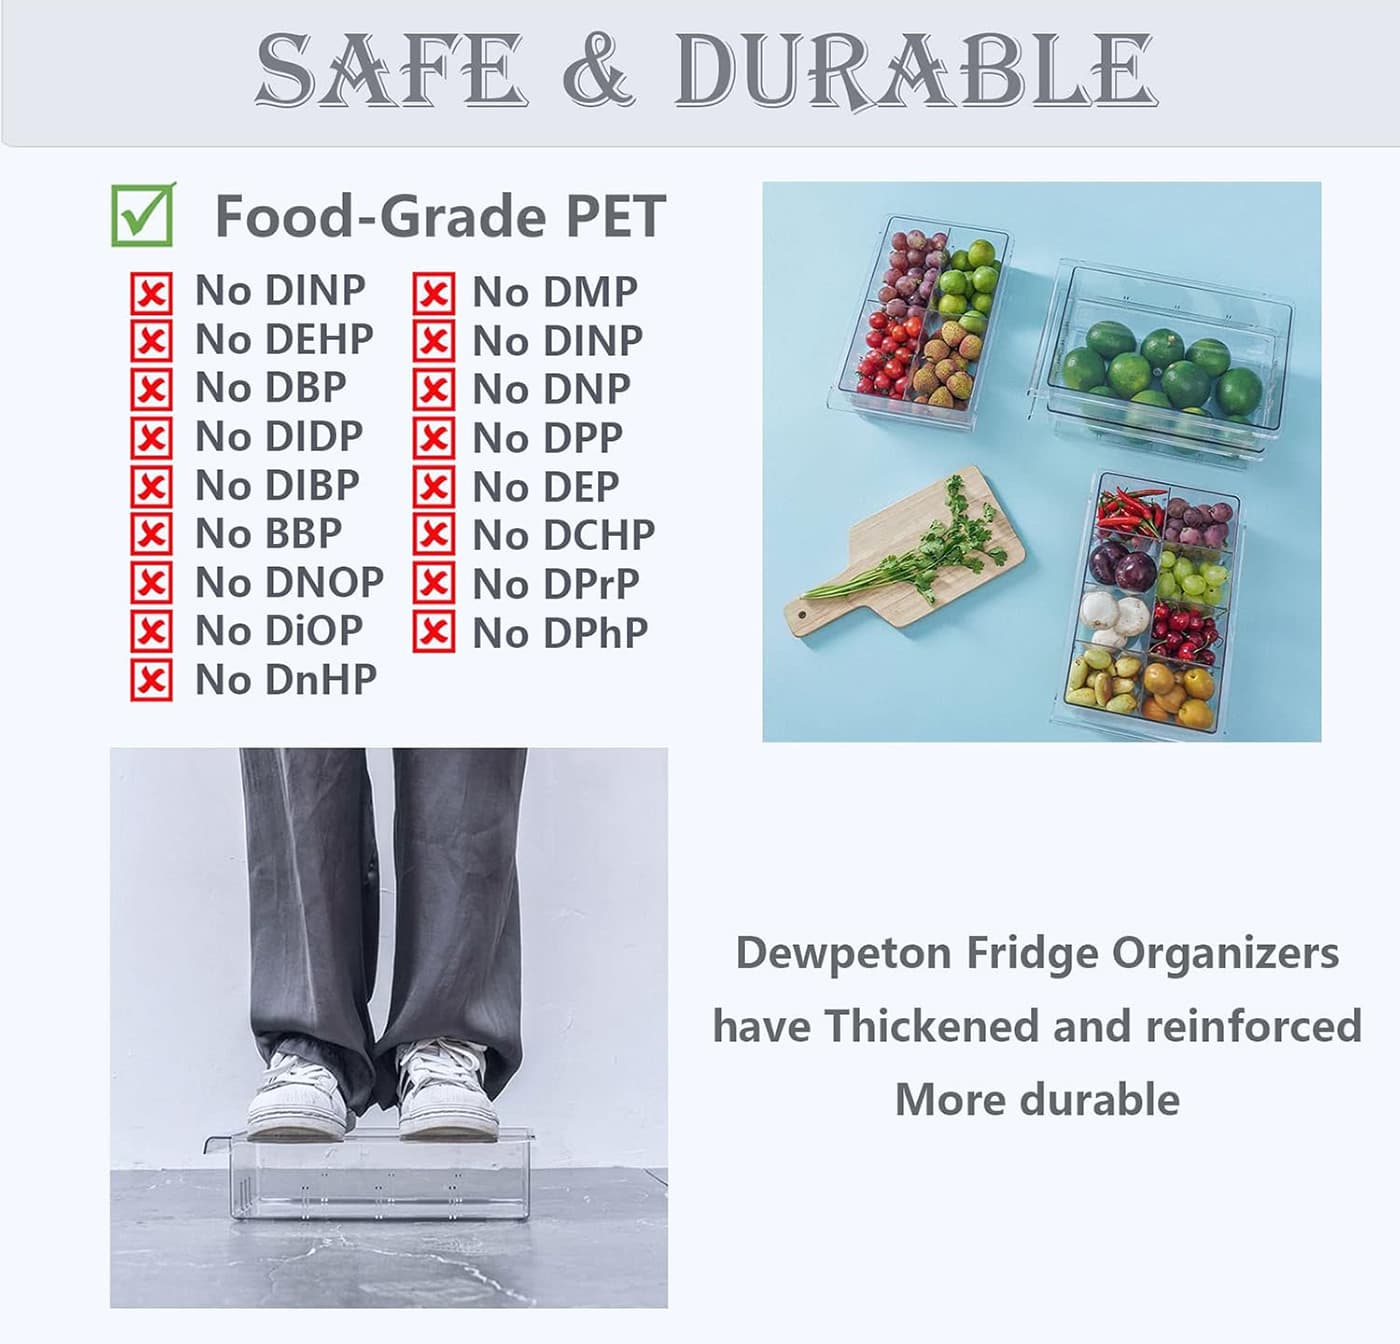 SAFE & DURABLE
Food-Grade PET
No DINP
No DEHP
No DBP
No DIDP
No DIBP
No BBP
No DNOP
No DiOP
No DnHP
No DMP
No DINP
No DNP
No DPP
No DEP
No DCHP
No DPrP
No DPhP
Dewpeton Fridge Organizers
have Thickened and reinforced
More durable